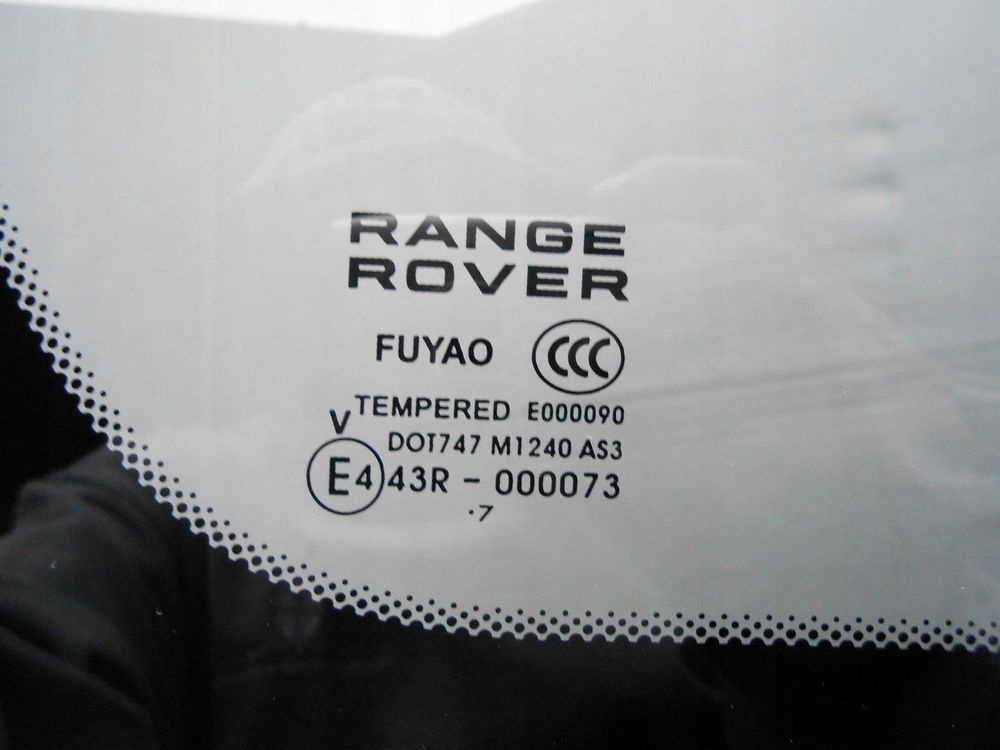 RANGE
ROVER
FUYAO CCC
TEMPERED E000090
V
DOT747 M1240 AS3
E4 43R - 000073
·7